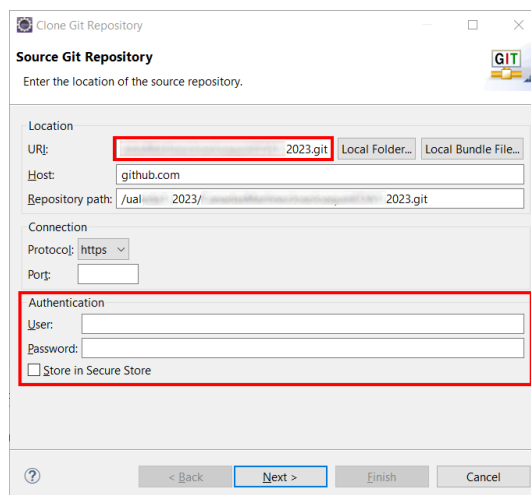 Clone Git Repository
Source Git Repository
GIT
Enter the location of the source repository.
Location
URI: 2023.git Local Folder... Local Bundle File...
Host: github.com
Repository path: /ual 2023/ 2023.git
Connection
Protocol: https
Port:
Authentication
User:
Password:
Store in Secure Store
? < Back Next > Finish Cancel